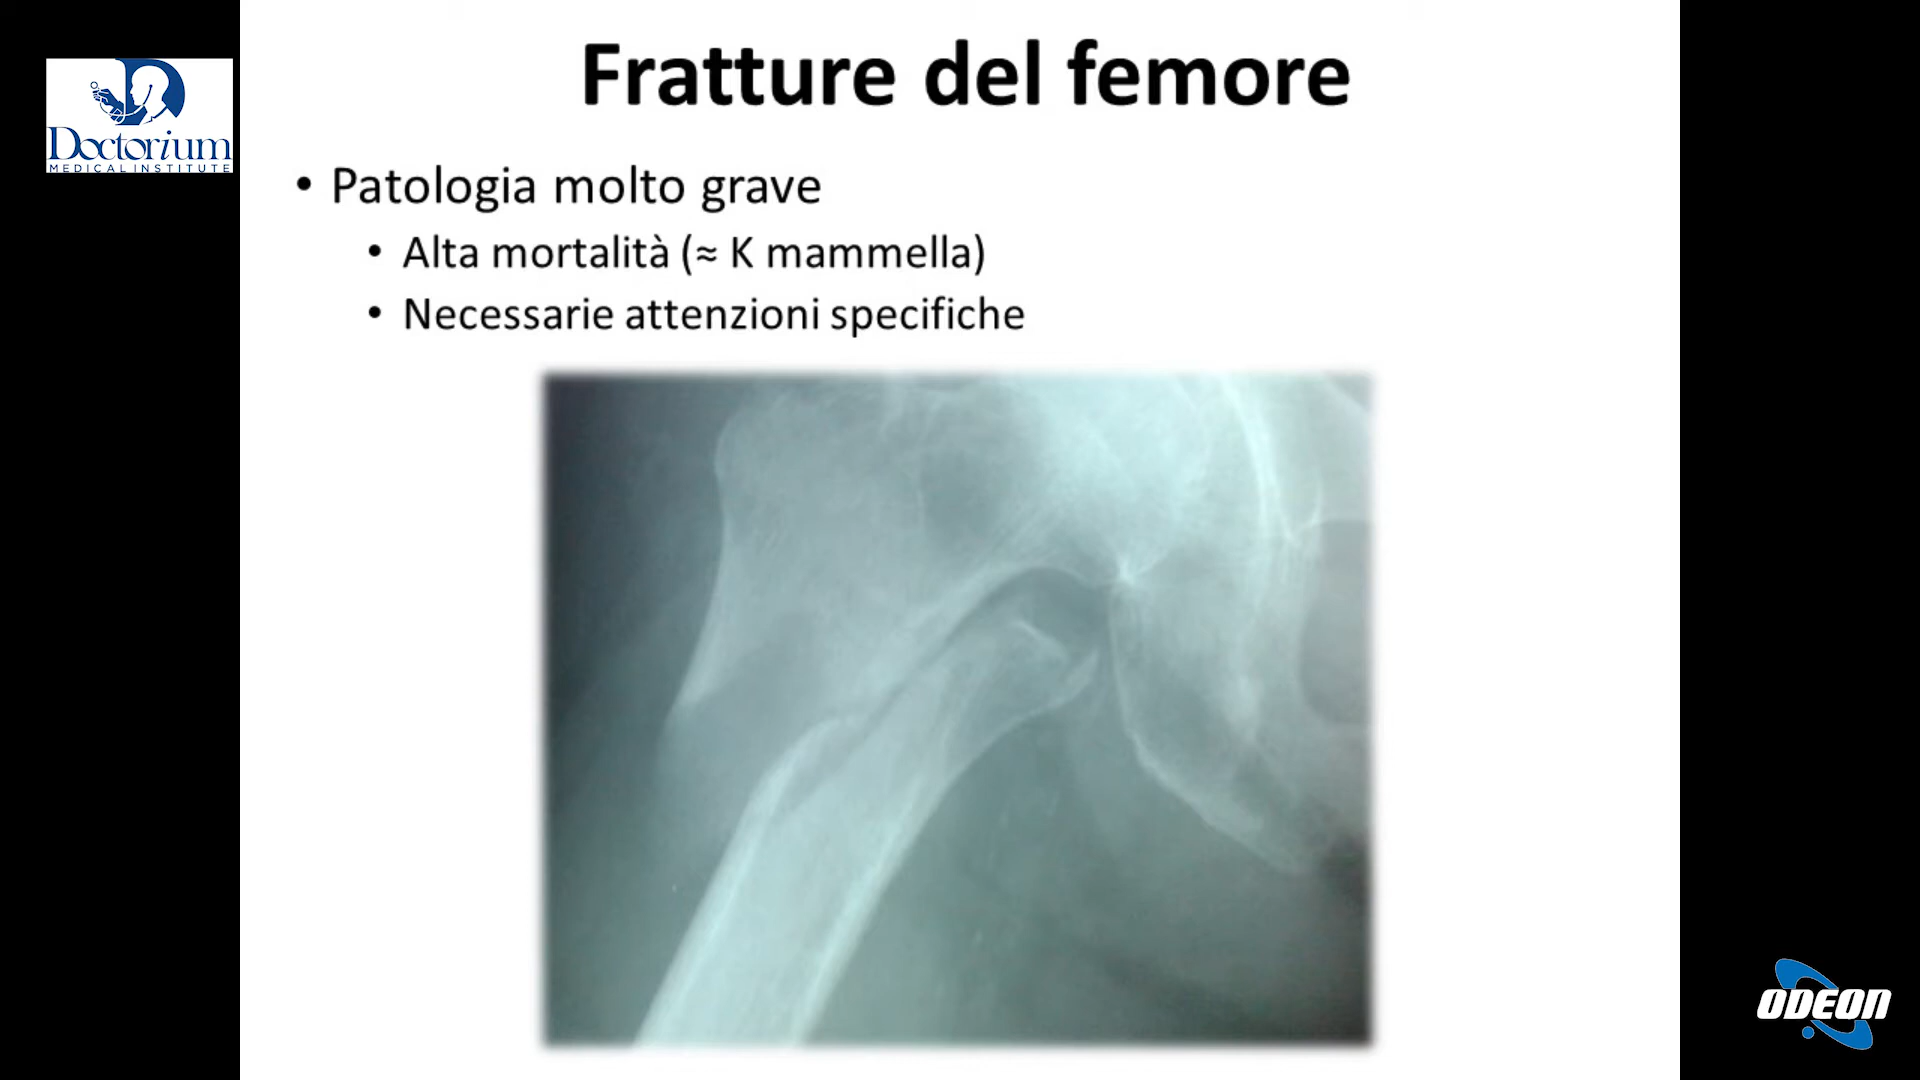 Fratture del femore
Doctorium
MEDICAL INSTITUTE
• Patologia molto grave
• Alta mortalità (≈ K mammella)
• Necessarie attenzioni specifiche
ODEON